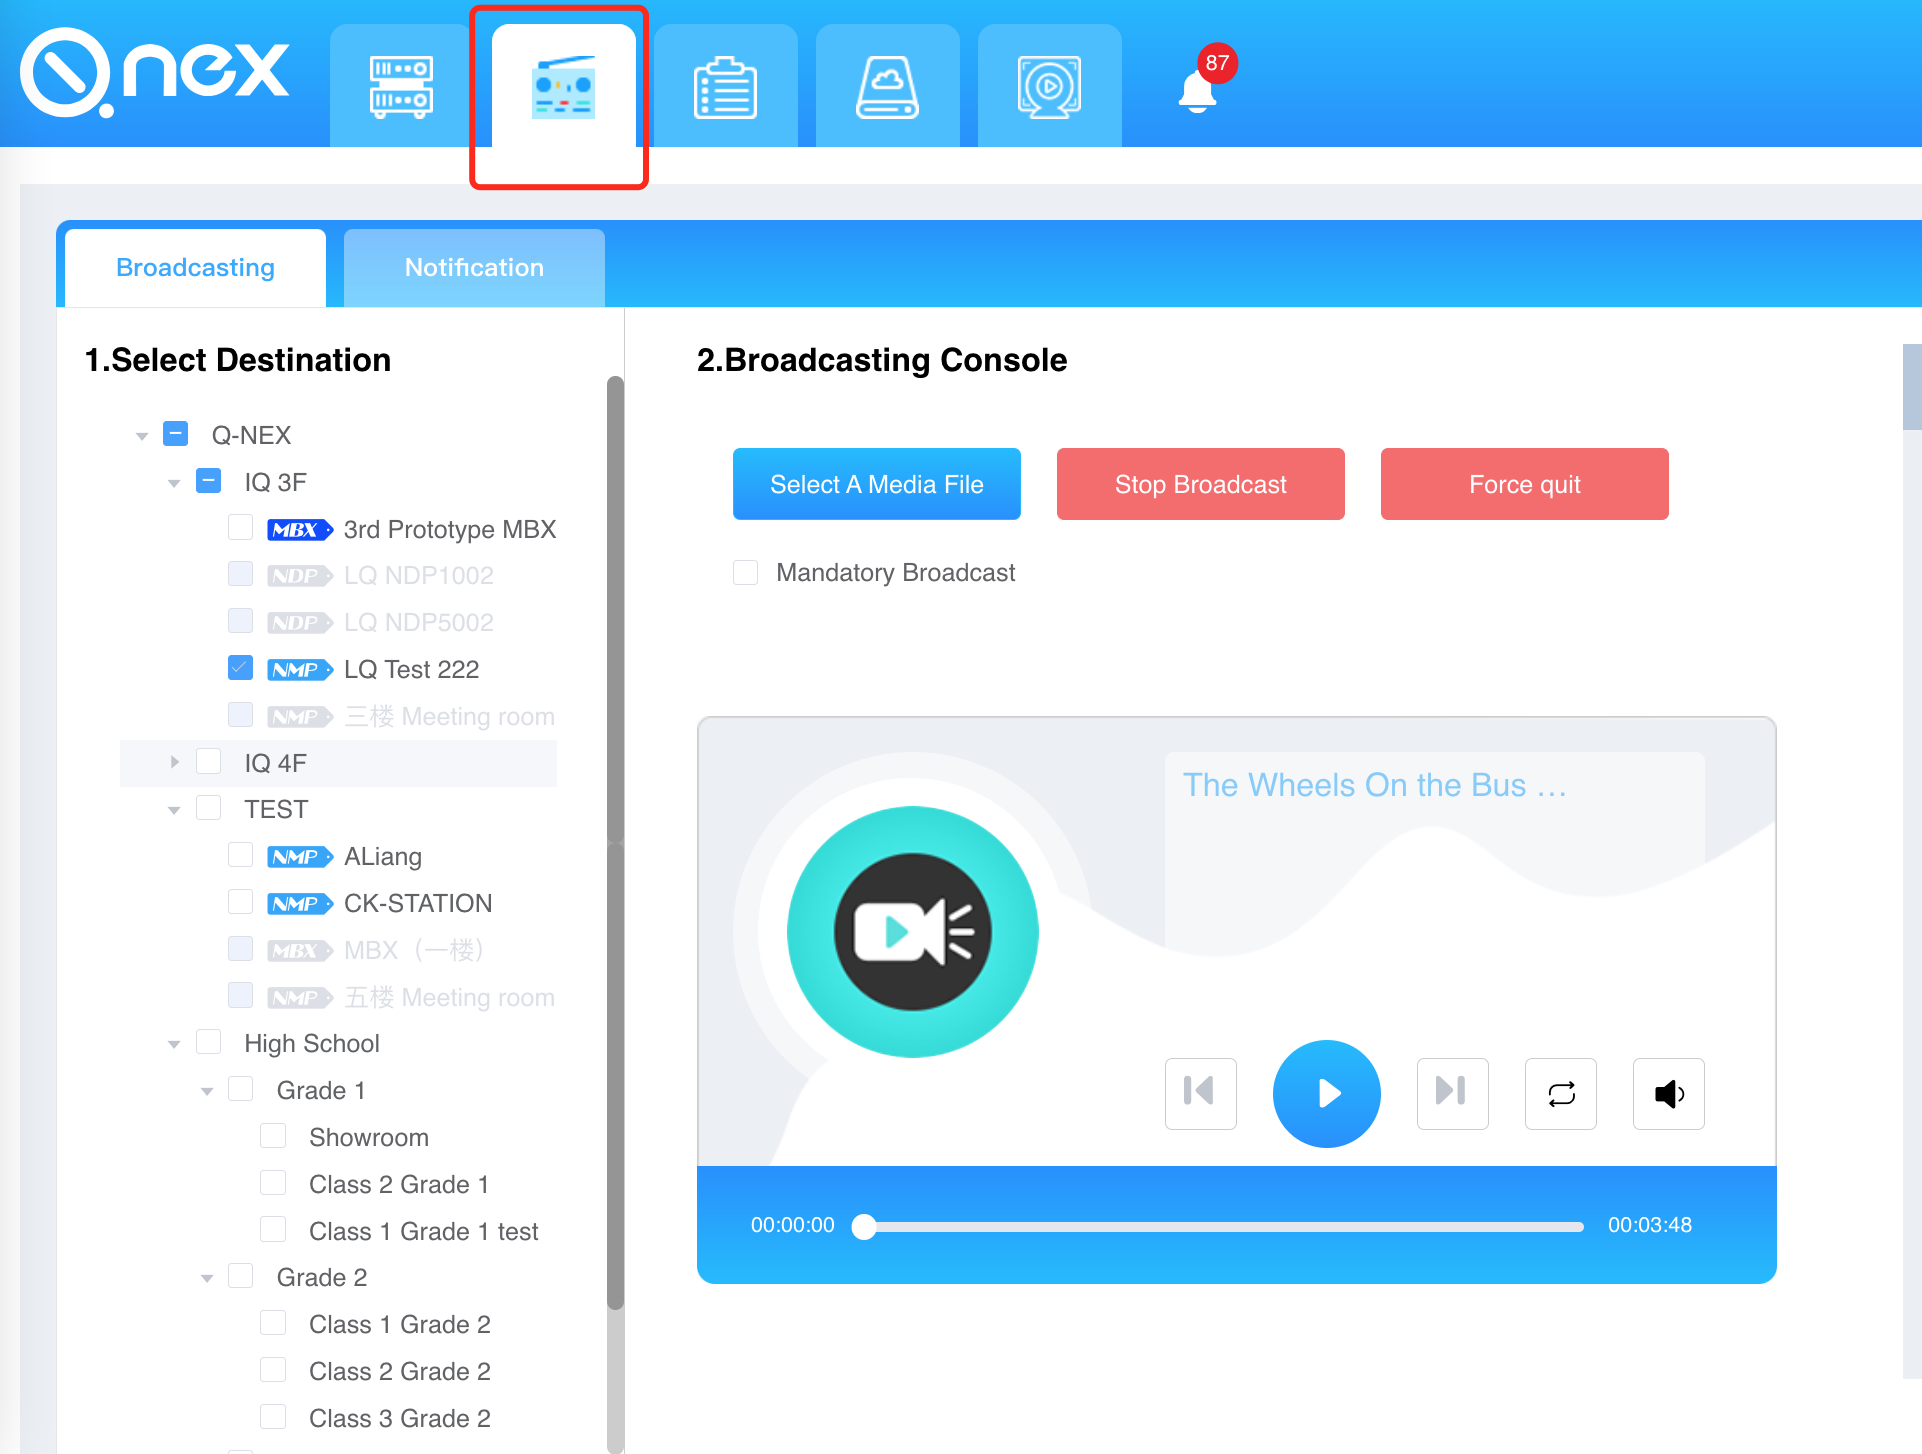 Qnex
87
Broadcasting
Notification
1.Select Destination
Q-NEX
IQ 3F
MBX 3rd Prototype MBX
NDP LQ NDP1002
NDP LQ NDP5002
NMP LQ Test 222
NMP 三楼 Meeting room
IQ 4F
TEST
NMP ALiang
NMP CK-STATION
MBX MBX（一楼）
NMP 五楼 Meeting room
High School
Grade 1
Showroom
Class 2 Grade 1
Class 1 Grade 1 test
Grade 2
Class 1 Grade 2
Class 2 Grade 2
Class 3 Grade 2
2.Broadcasting Console
Select A Media File
Stop Broadcast
Force quit
Mandatory Broadcast
The Wheels On the Bus …
00:00:00
00:03:48